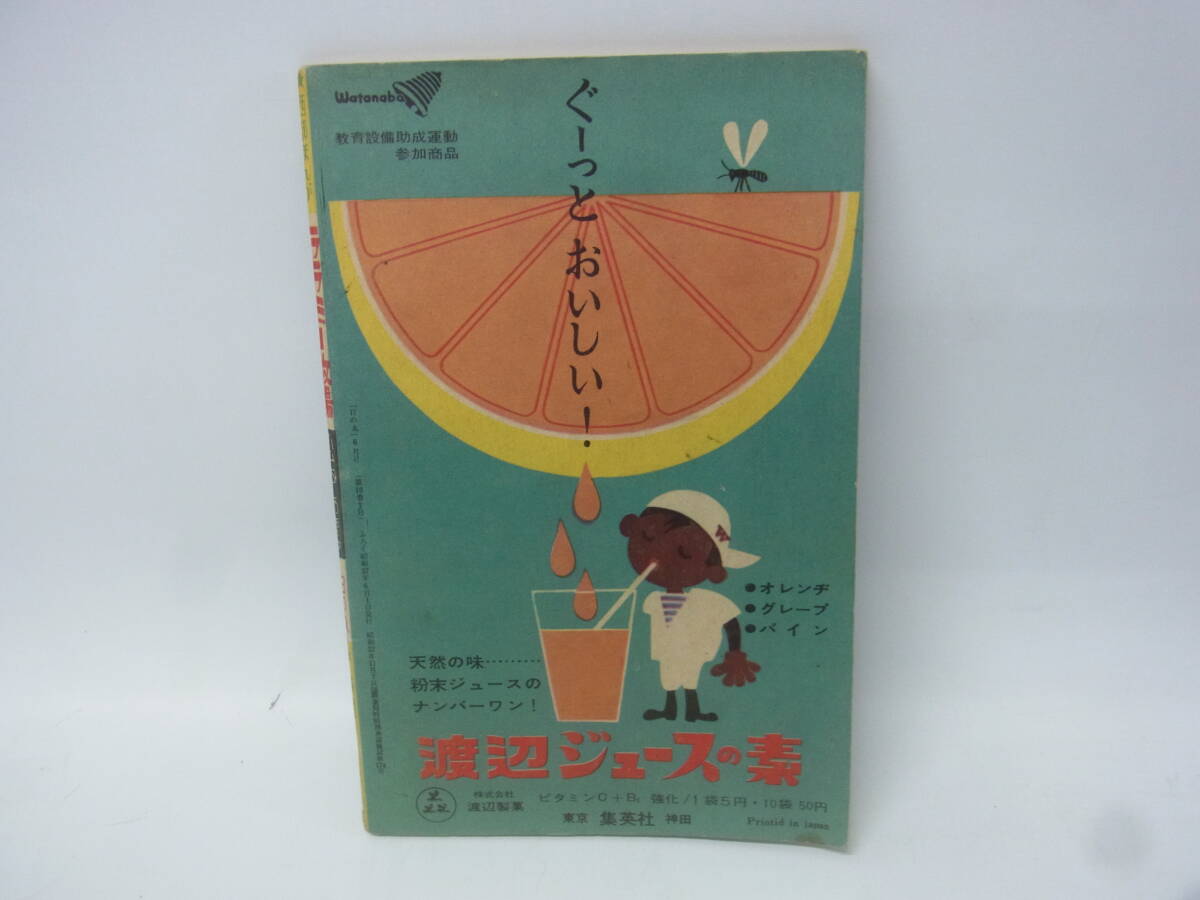 Watanabe
教育設備助成運動
参加商品
ぐーっと おいしい！
●オレンヂ
●グレープ
●パイン
天然の味………
粉末ジュースの
ナンバーワン！
渡辺ジュースの素
株式会社
渡辺製菓
ビタミンC＋B₁ 強化/1袋5円・10袋50円
東京 集英社 神田
Printid in iapan